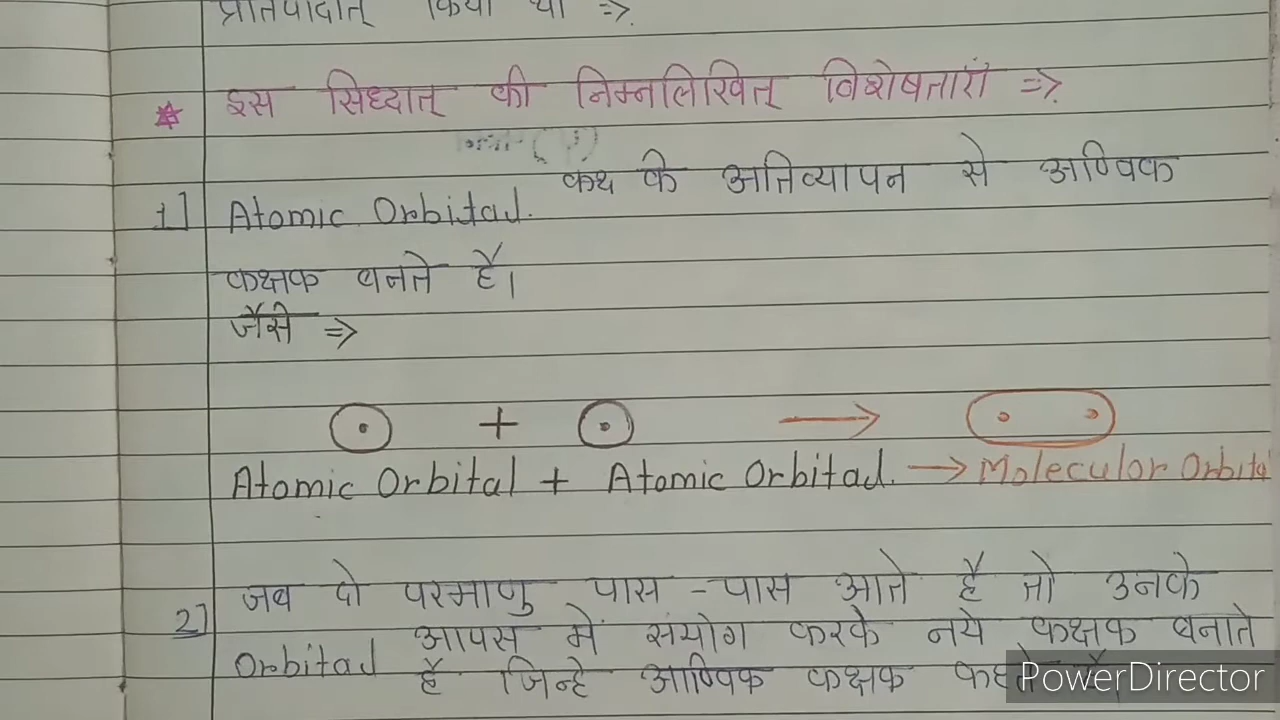 प्रतिपादित् किया था ⇒
* इस सिध्दात् की निम्नलिखित् विशेषताएं ⇒
1] Atomic Orbital. कक्ष के अतिव्यापन से आण्विक
कक्षक बनते हैं।
जैसे ⇒
+ →
Atomic Orbital + Atomic Orbital. → Moleculor Orbita
2] जब दो परमाणु पास-पास आते है तो उनके
Orbital आपस में संयोग करके नये कक्षक बनाते
है जिन्हे आण्विक कक्षक
PowerDirector